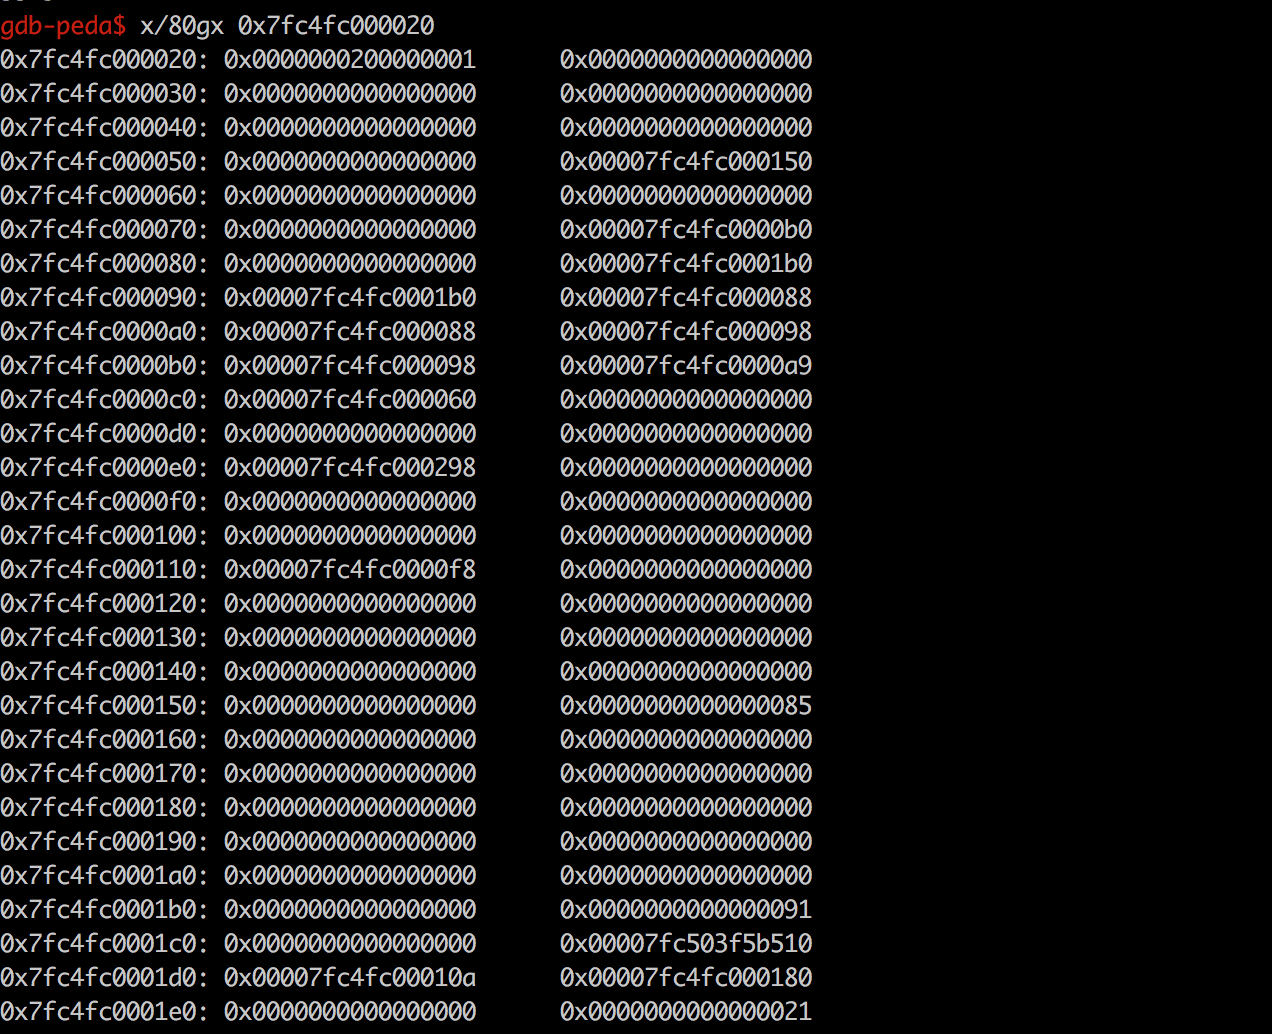 gdb-peda$ x/80gx 0x7fc4fc000020
0x7fc4fc000020: 0x0000000200000001 0x0000000000000000
0x7fc4fc000030: 0x0000000000000000 0x0000000000000000
0x7fc4fc000040: 0x0000000000000000 0x0000000000000000
0x7fc4fc000050: 0x0000000000000000 0x00007fc4fc000150
0x7fc4fc000060: 0x0000000000000000 0x0000000000000000
0x7fc4fc000070: 0x0000000000000000 0x00007fc4fc0000b0
0x7fc4fc000080: 0x0000000000000000 0x00007fc4fc0001b0
0x7fc4fc000090: 0x00007fc4fc0001b0 0x00007fc4fc000088
0x7fc4fc0000a0: 0x00007fc4fc000088 0x00007fc4fc000098
0x7fc4fc0000b0: 0x00007fc4fc000098 0x00007fc4fc0000a9
0x7fc4fc0000c0: 0x00007fc4fc000060 0x0000000000000000
0x7fc4fc0000d0: 0x0000000000000000 0x0000000000000000
0x7fc4fc0000e0: 0x00007fc4fc000298 0x0000000000000000
0x7fc4fc0000f0: 0x0000000000000000 0x0000000000000000
0x7fc4fc000100: 0x0000000000000000 0x0000000000000000
0x7fc4fc000110: 0x00007fc4fc0000f8 0x0000000000000000
0x7fc4fc000120: 0x0000000000000000 0x0000000000000000
0x7fc4fc000130: 0x0000000000000000 0x0000000000000000
0x7fc4fc000140: 0x0000000000000000 0x0000000000000000
0x7fc4fc000150: 0x0000000000000000 0x0000000000000085
0x7fc4fc000160: 0x0000000000000000 0x0000000000000000
0x7fc4fc000170: 0x0000000000000000 0x0000000000000000
0x7fc4fc000180: 0x0000000000000000 0x0000000000000000
0x7fc4fc000190: 0x0000000000000000 0x0000000000000000
0x7fc4fc0001a0: 0x0000000000000000 0x0000000000000000
0x7fc4fc0001b0: 0x0000000000000000 0x0000000000000091
0x7fc4fc0001c0: 0x0000000000000000 0x00007fc503f5b510
0x7fc4fc0001d0: 0x00007fc4fc00010a 0x00007fc4fc000180
0x7fc4fc0001e0: 0x0000000000000000 0x0000000000000021